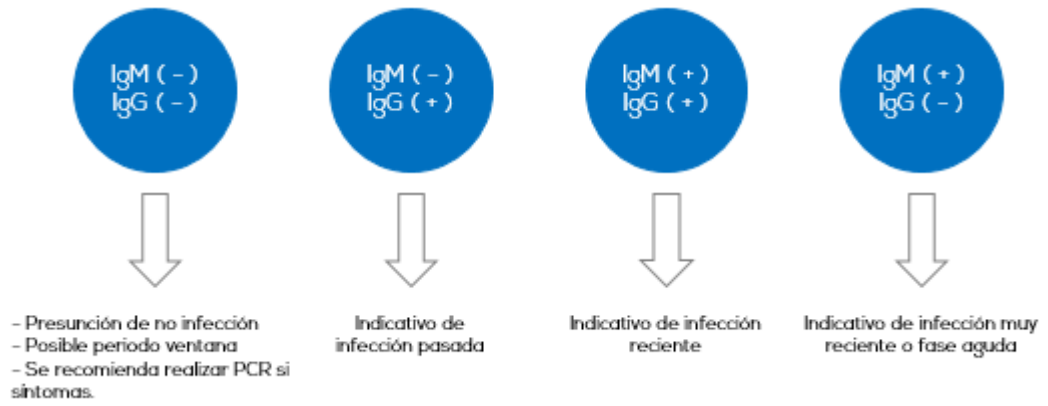 IgM ( - )
IgG ( - )
IgM ( - )
IgG ( + )
IgM ( + )
IgG ( + )
IgM ( + )
IgG ( - )
- Presunción de no infección
- Posible periodo ventana
- Se recomienda realizar PCR si
síntomas.
Indicativo de
infección pasada
Indicativo de infección
reciente
Indicativo de infección muy
reciente o fase aguda